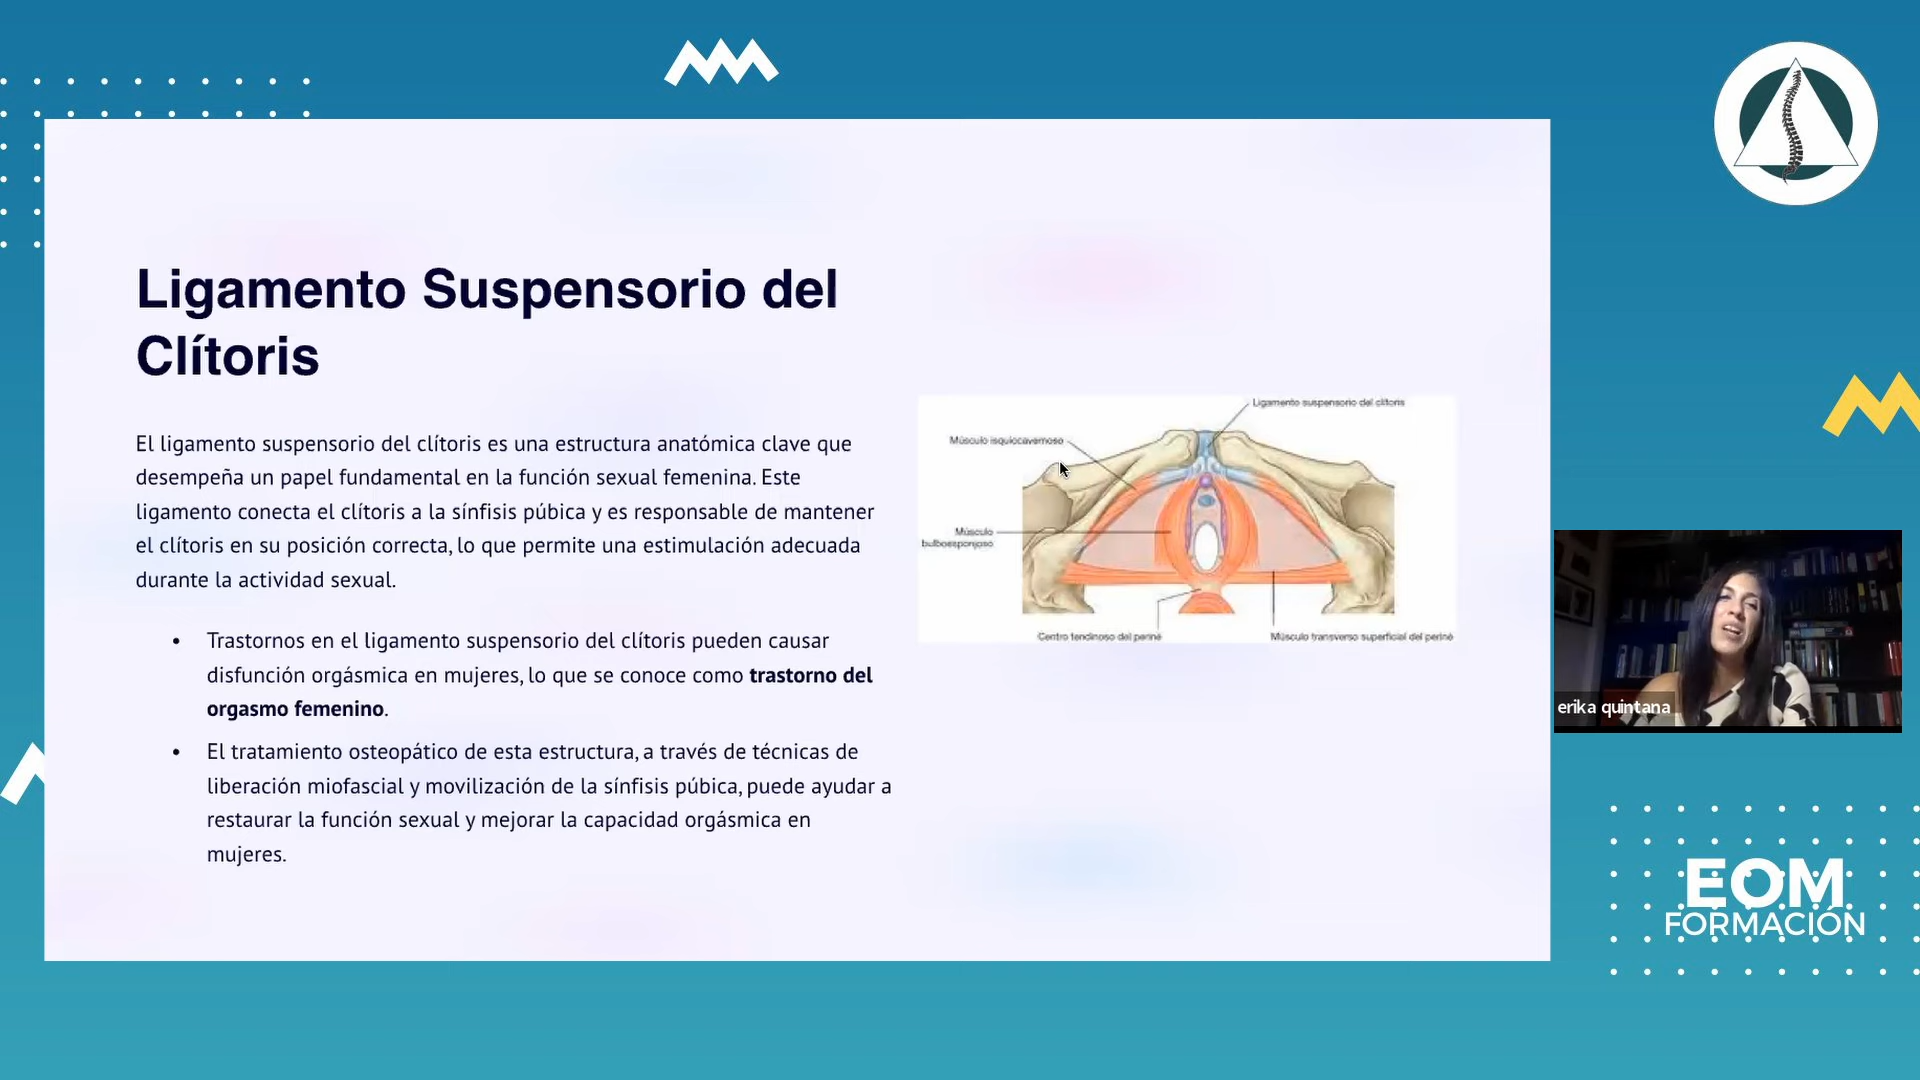 Ligamento Suspensorio del
Clítoris
El ligamento suspensorio del clítoris es una estructura anatómica clave que
desempeña un papel fundamental en la función sexual femenina. Este
ligamento conecta el clítoris a la sínfisis púbica y es responsable de mantener
el clítoris en su posición correcta, lo que permite una estimulación adecuada
durante la actividad sexual.
• Trastornos en el ligamento suspensorio del clítoris pueden causar
disfunción orgásmica en mujeres, lo que se conoce como trastorno del
orgasmo femenino.
• El tratamiento osteopático de esta estructura, a través de técnicas de
liberación miofascial y movilización de la sínfisis púbica, puede ayudar a
restaurar la función sexual y mejorar la capacidad orgásmica en
mujeres.
Ligamento suspensorio del clítoris
Músculo isquiocavernoso
Músculo
bulboesponjoso
Centro tendinoso del periné
Músculo transverso superficial del periné
erika quintana
EOM
FORMACIÓN